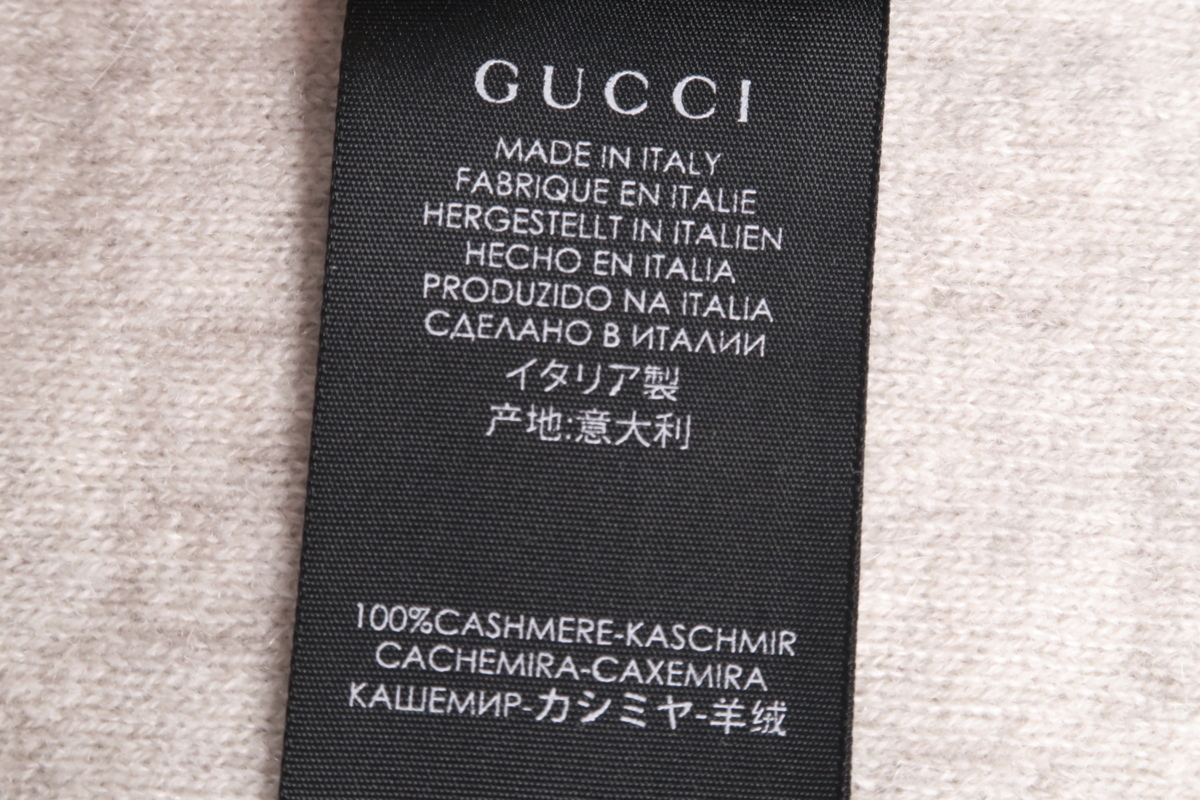 GUCCI
MADE IN ITALY
FABRIQUE EN ITALIE
HERGESTELLT IN ITALIEN
HECHO EN ITALIA
PRODUZIDO NA ITALIA
СДЕЛАНО В ИТАЛИИ
イタリア製
产地:意大利
100%CASHMERE-KASCHMIR
CACHEMIRA-CAXEMIRA
КАШЕМИР-カシミヤ-羊绒